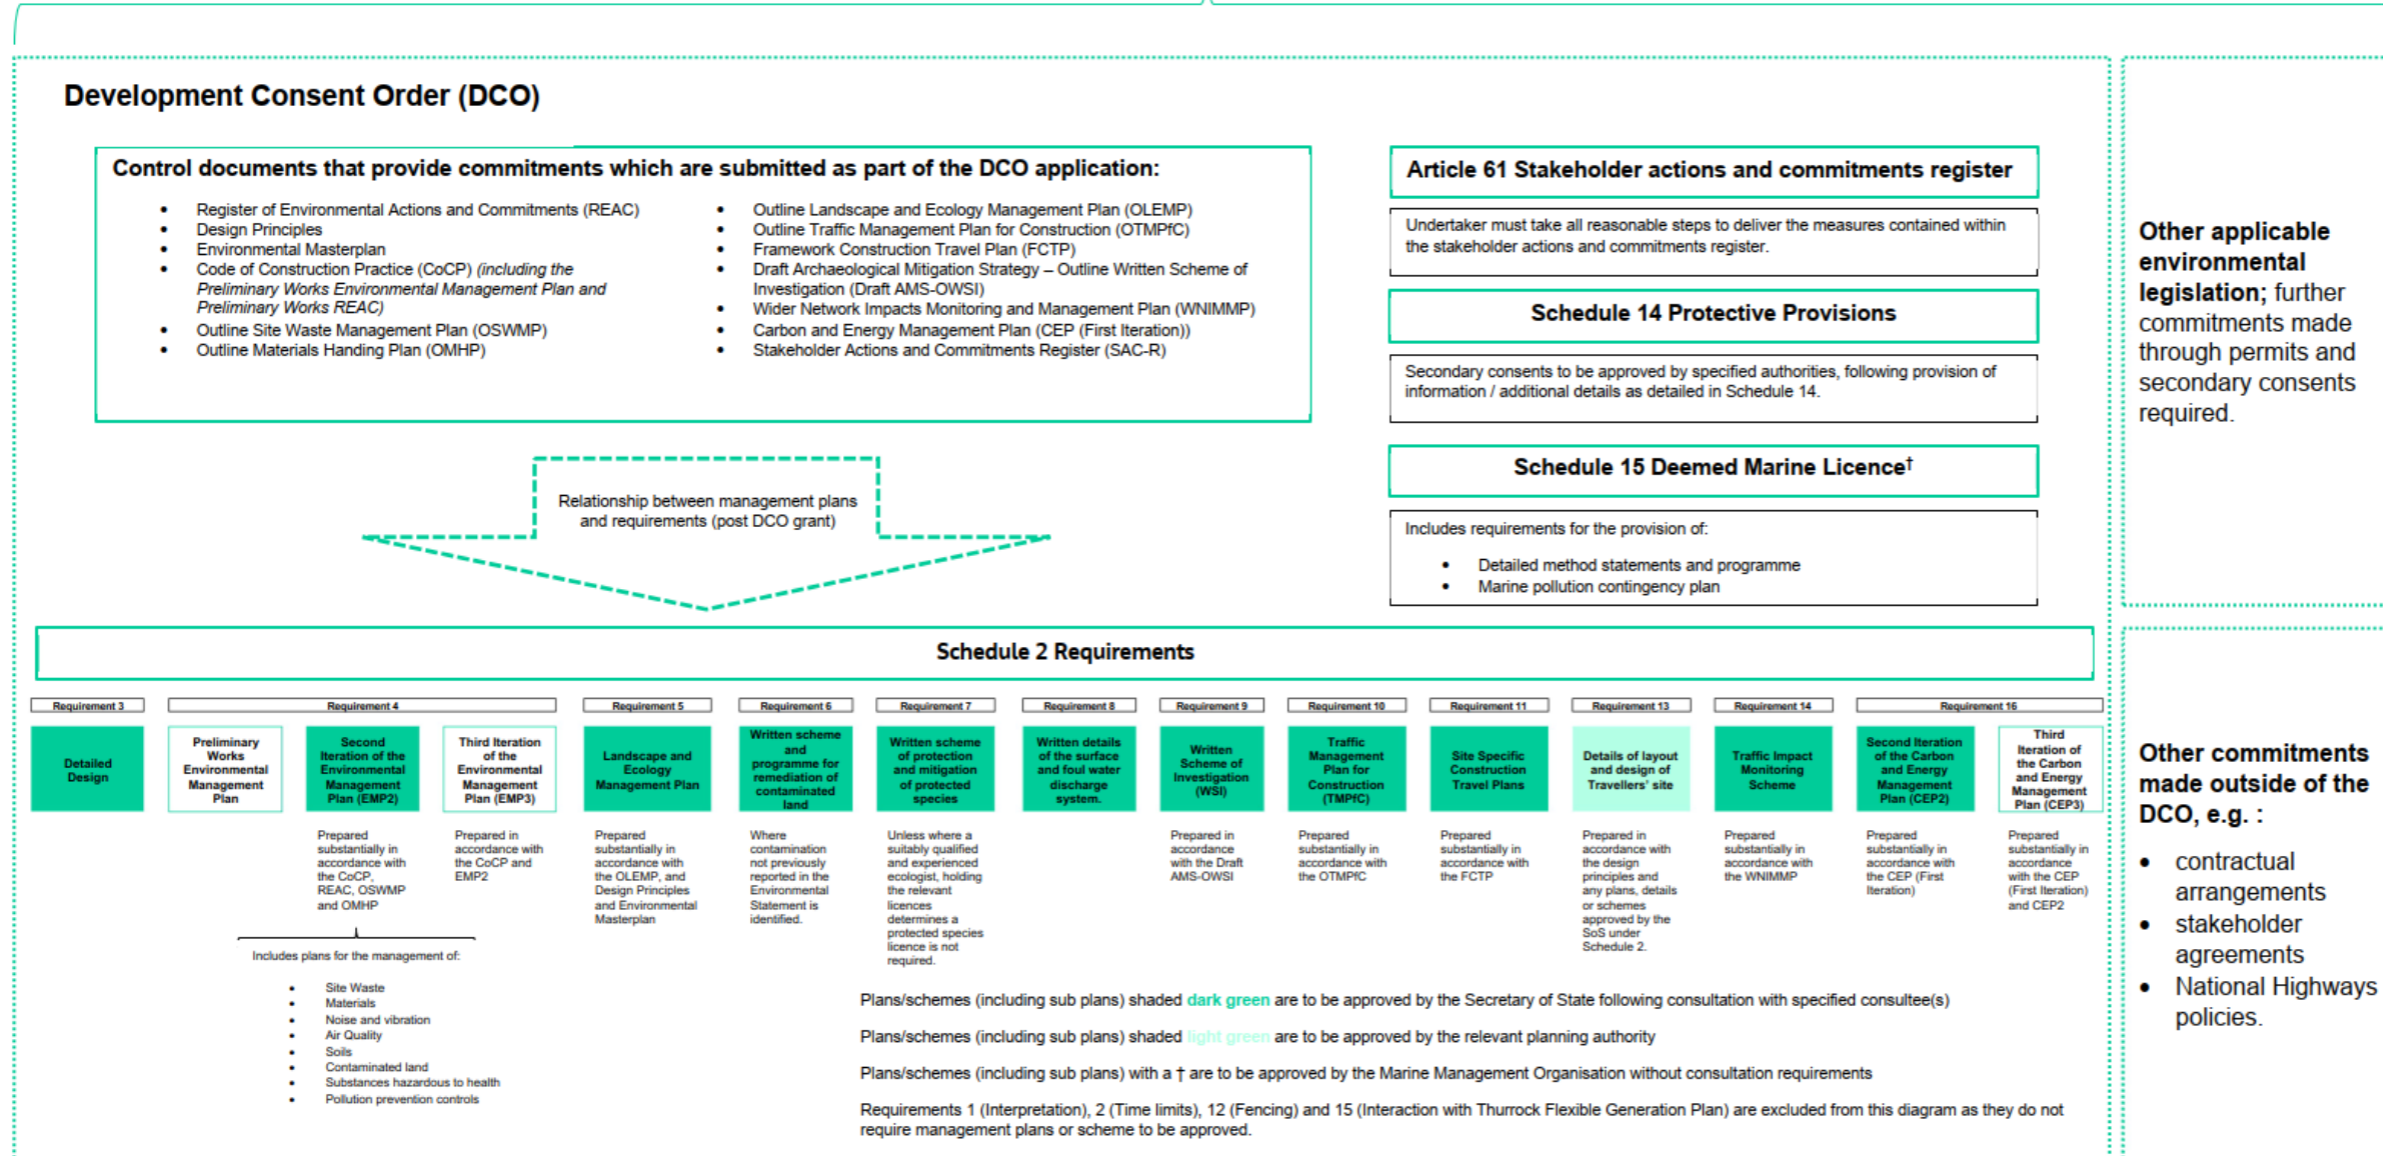 Development Consent Order (DCO)
Control documents that provide commitments which are submitted as part of the DCO application:
• Register of Environmental Actions and Commitments (REAC)
• Design Principles
• Environmental Masterplan
• Code of Construction Practice (CoCP) (including the
Preliminary Works Environmental Management Plan and
Preliminary Works REAC)
• Outline Site Waste Management Plan (OSWMP)
• Outline Materials Handing Plan (OMHP)
• Outline Landscape and Ecology Management Plan (OLEMP)
• Outline Traffic Management Plan for Construction (OTMPfC)
• Framework Construction Travel Plan (FCTP)
• Draft Archaeological Mitigation Strategy – Outline Written Scheme of
Investigation (Draft AMS-OWSI)
• Wider Network Impacts Monitoring and Management Plan (WNIMMP)
• Carbon and Energy Management Plan (CEP (First Iteration))
• Stakeholder Actions and Commitments Register (SAC-R)
Article 61 Stakeholder actions and commitments register
Undertaker must take all reasonable steps to deliver the measures contained within
the stakeholder actions and commitments register.
Schedule 14 Protective Provisions
Secondary consents to be approved by specified authorities, following provision of
information / additional details as detailed in Schedule 14.
Schedule 15 Deemed Marine Licence†
Includes requirements for the provision of:
• Detailed method statements and programme
• Marine pollution contingency plan
Other applicable
environmental
legislation; further
commitments made
through permits and
secondary consents
required.
Relationship between management plans
and requirements (post DCO grant)
Schedule 2 Requirements
Requirement 3
Detailed
Design
Requirement 4
Preliminary
Works
Environmental
Management
Plan
Second
Iteration of the
Environmental
Management
Plan (EMP2)
Prepared
substantially in
accordance with
the CoCP,
REAC, OSWMP
and OMHP
Third Iteration
of the
Environmental
Management
Plan (EMP3)
Prepared in
accordance with
the CoCP and
EMP2
Includes plans for the management of:
• Site Waste
• Materials
• Noise and vibration
• Air Quality
• Soils
• Contaminated land
• Substances hazardous to health
• Pollution prevention controls
Requirement 5
Landscape and
Ecology
Management Plan
Prepared
substantially in
accordance with
the OLEMP, and
Design Principles
and Environmental
Masterplan
Requirement 6
Written scheme
and
programme for
remediation of
contaminated
land
Where
contamination
not previously
reported in the
Environmental
Statement is
identified.
Requirement 7
Written scheme
of protection
and mitigation
of protected
species
Unless where a
suitably qualified
and experienced
ecologist, holding
the relevant
licences
determines a
protected species
licence is not
required.
Requirement 8
Written details
of the surface
and foul water
discharge
system.
Requirement 9
Written
Scheme of
Investigation
(WSI)
Prepared in
accordance
with the Draft
AMS-OWSI
Requirement 10
Traffic
Management
Plan for
Construction
(TMPfC)
Prepared
substantially in
accordance with
the OTMPfC
Requirement 11
Site Specific
Construction
Travel Plans
Prepared
substantially in
accordance with
the FCTP
Requirement 13
Details of layout
and design of
Travellers' site
Prepared in
accordance with
the design
principles and
any plans, details
or schemes
approved by the
SoS under
Schedule 2.
Requirement 14
Traffic Impact
Monitoring
Scheme
Prepared
substantially in
accordance with
the WNIMMP
Requirement 16
Second Iteration
of the Carbon
and Energy
Management
Plan (CEP2)
Prepared
substantially in
accordance with
the CEP (First
Iteration)
Third
Iteration of
the Carbon
and Energy
Management
Plan (CEP3)
Prepared
substantially in
accordance
with the CEP
(First Iteration)
and CEP2
Plans/schemes (including sub plans) shaded dark green are to be approved by the Secretary of State following consultation with specified consultee(s)
Plans/schemes (including sub plans) shaded light green are to be approved by the relevant planning authority
Plans/schemes (including sub plans) with a † are to be approved by the Marine Management Organisation without consultation requirements
Requirements 1 (Interpretation), 2 (Time limits), 12 (Fencing) and 15 (Interaction with Thurrock Flexible Generation Plan) are excluded from this diagram as they do not
require management plans or scheme to be approved.
Other commitments
made outside of the
DCO, e.g. :
• contractual
arrangements
• stakeholder
agreements
• National Highways
policies.